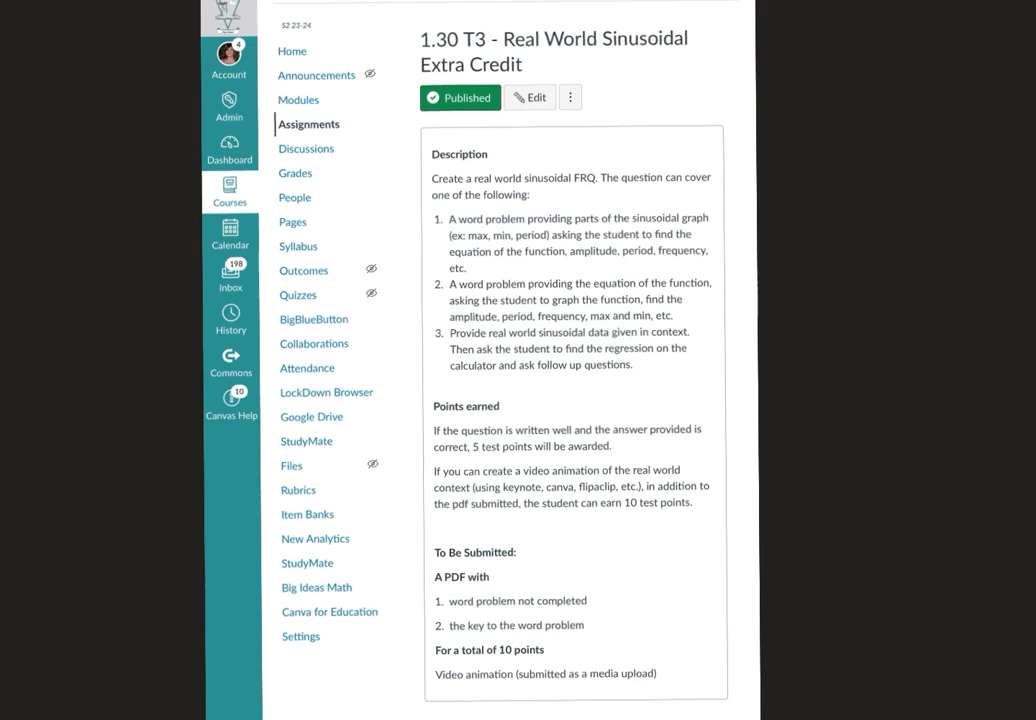 S2 23-24
1.30 T3 - Real World Sinusoidal
Extra Credit
Published
Edit
4
Account
Admin
Dashboard
Courses
Calendar
198
Inbox
History
Commons
10
Canvas Help
Home
Announcements
Modules
Assignments
Discussions
Grades
People
Pages
Syllabus
Outcomes
Quizzes
BigBlueButton
Collaborations
Attendance
LockDown Browser
Google Drive
StudyMate
Files
Rubrics
Item Banks
New Analytics
StudyMate
Big Ideas Math
Canva for Education
Settings
Description
Create a real world sinusoidal FRQ. The question can cover
one of the following:
1. A word problem providing parts of the sinusoidal graph
(ex: max, min, period) asking the student to find the
equation of the function, amplitude, period, frequency,
etc.
2. A word problem providing the equation of the function,
asking the student to graph the function, find the
amplitude, period, frequency, max and min, etc.
3. Provide real world sinusoidal data given in context.
Then ask the student to find the regression on the
calculator and ask follow up questions.
Points earned
If the question is written well and the answer provided is
correct, 5 test points will be awarded.
If you can create a video animation of the real world
context (using keynote, canva, flipaclip, etc.), in addition to
the pdf submitted, the student can earn 10 test points.
To Be Submitted:
A PDF with
1. word problem not completed
2. the key to the word problem
For a total of 10 points
Video animation (submitted as a media upload)